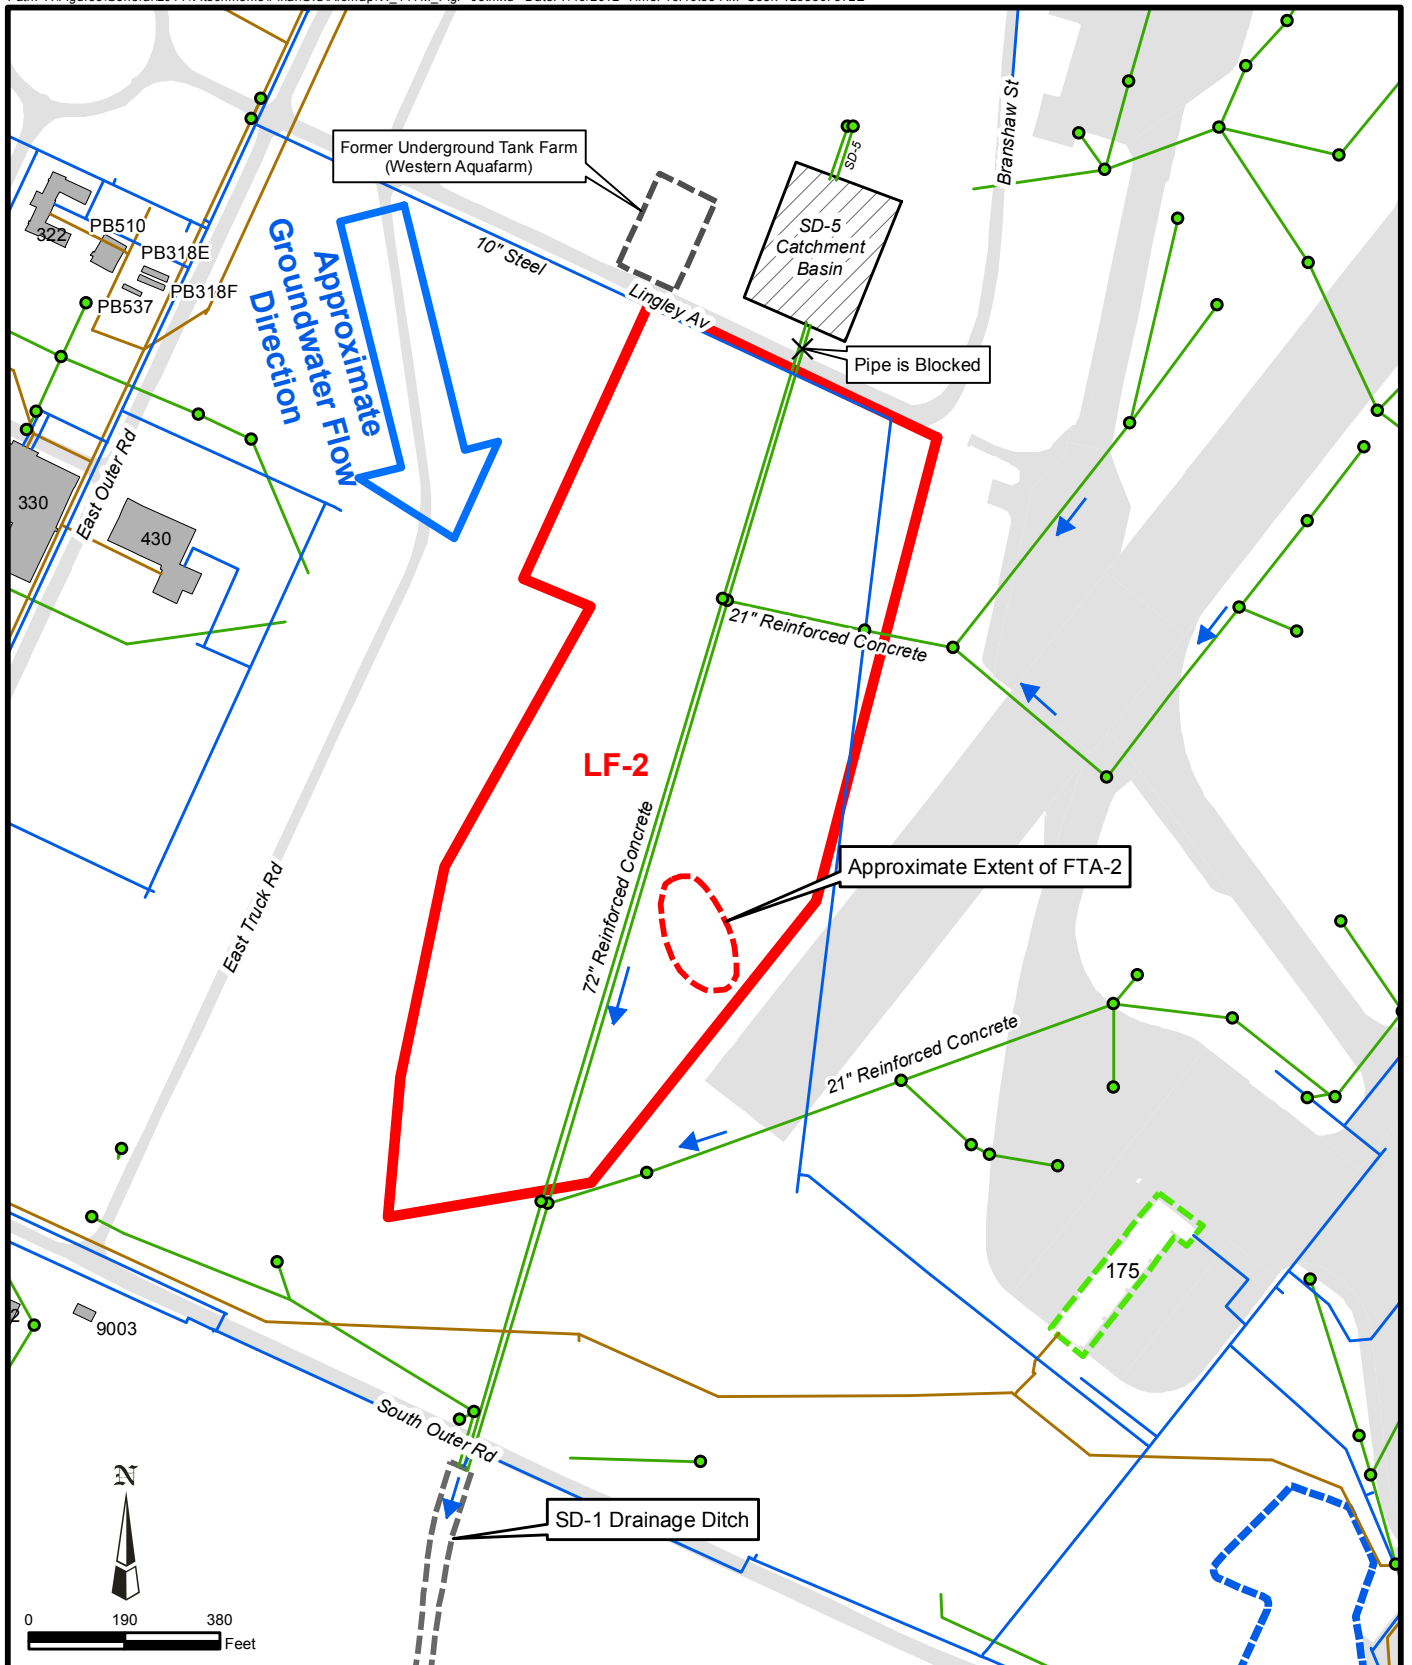 Branshaw St
Former Underground Tank Farm
(Western Aquafarm)
SD-5
SD-5
Catchment
Basin
322
PB510
PB318E
PB318F
PB537
10" Steel
Lingley Av
Approximate
Groundwater Flow
Direction
Pipe is Blocked
330
East Outer Rd
430
21" Reinforced Concrete
LF-2
72" Reinforced Concrete
Approximate Extent of FTA-2
East Truck Rd
21" Reinforced Concrete
175
2
9003
South Outer Rd
N
SD-1 Drainage Ditch
0 190 380
Feet